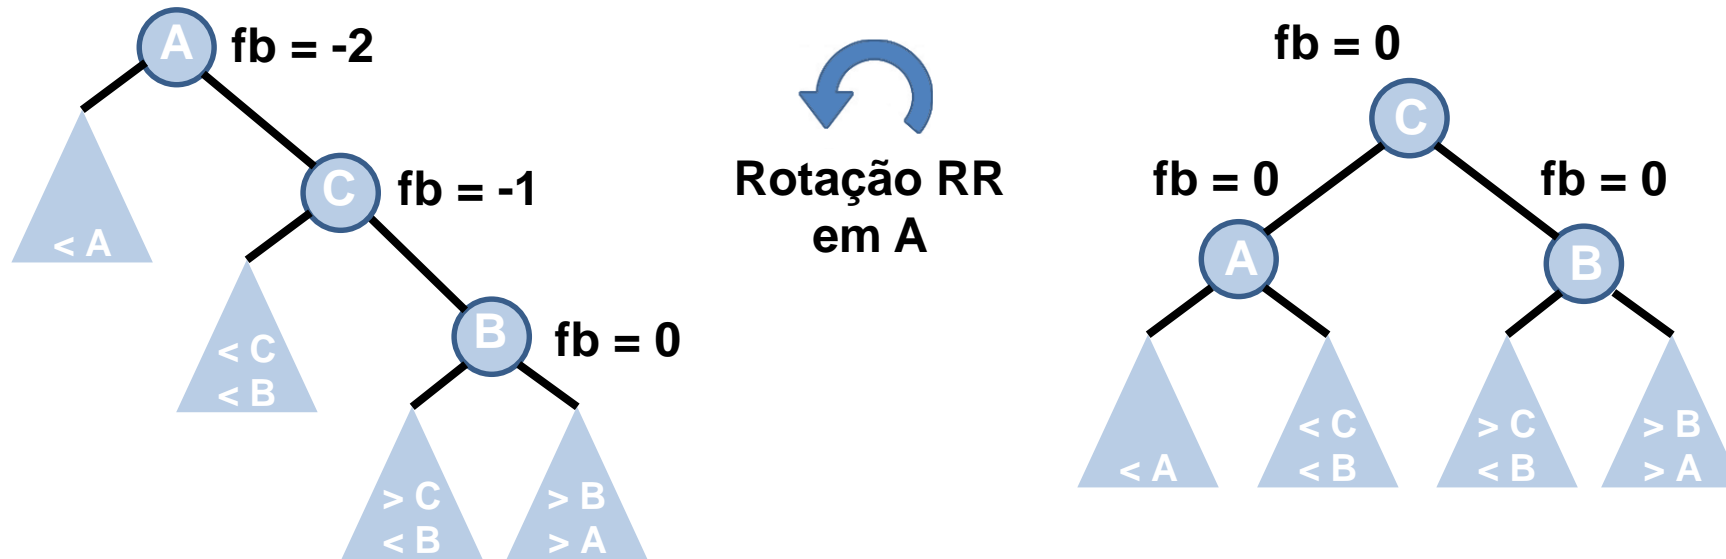 A
fb = -2
< A
C
fb = -1
< C
< B
B
fb = 0
> C
< B
> B
> A
Rotação RR
em A
fb = 0
C
fb = 0
fb = 0
A
B
< A
< C
< B
> C
< B
> B
> A